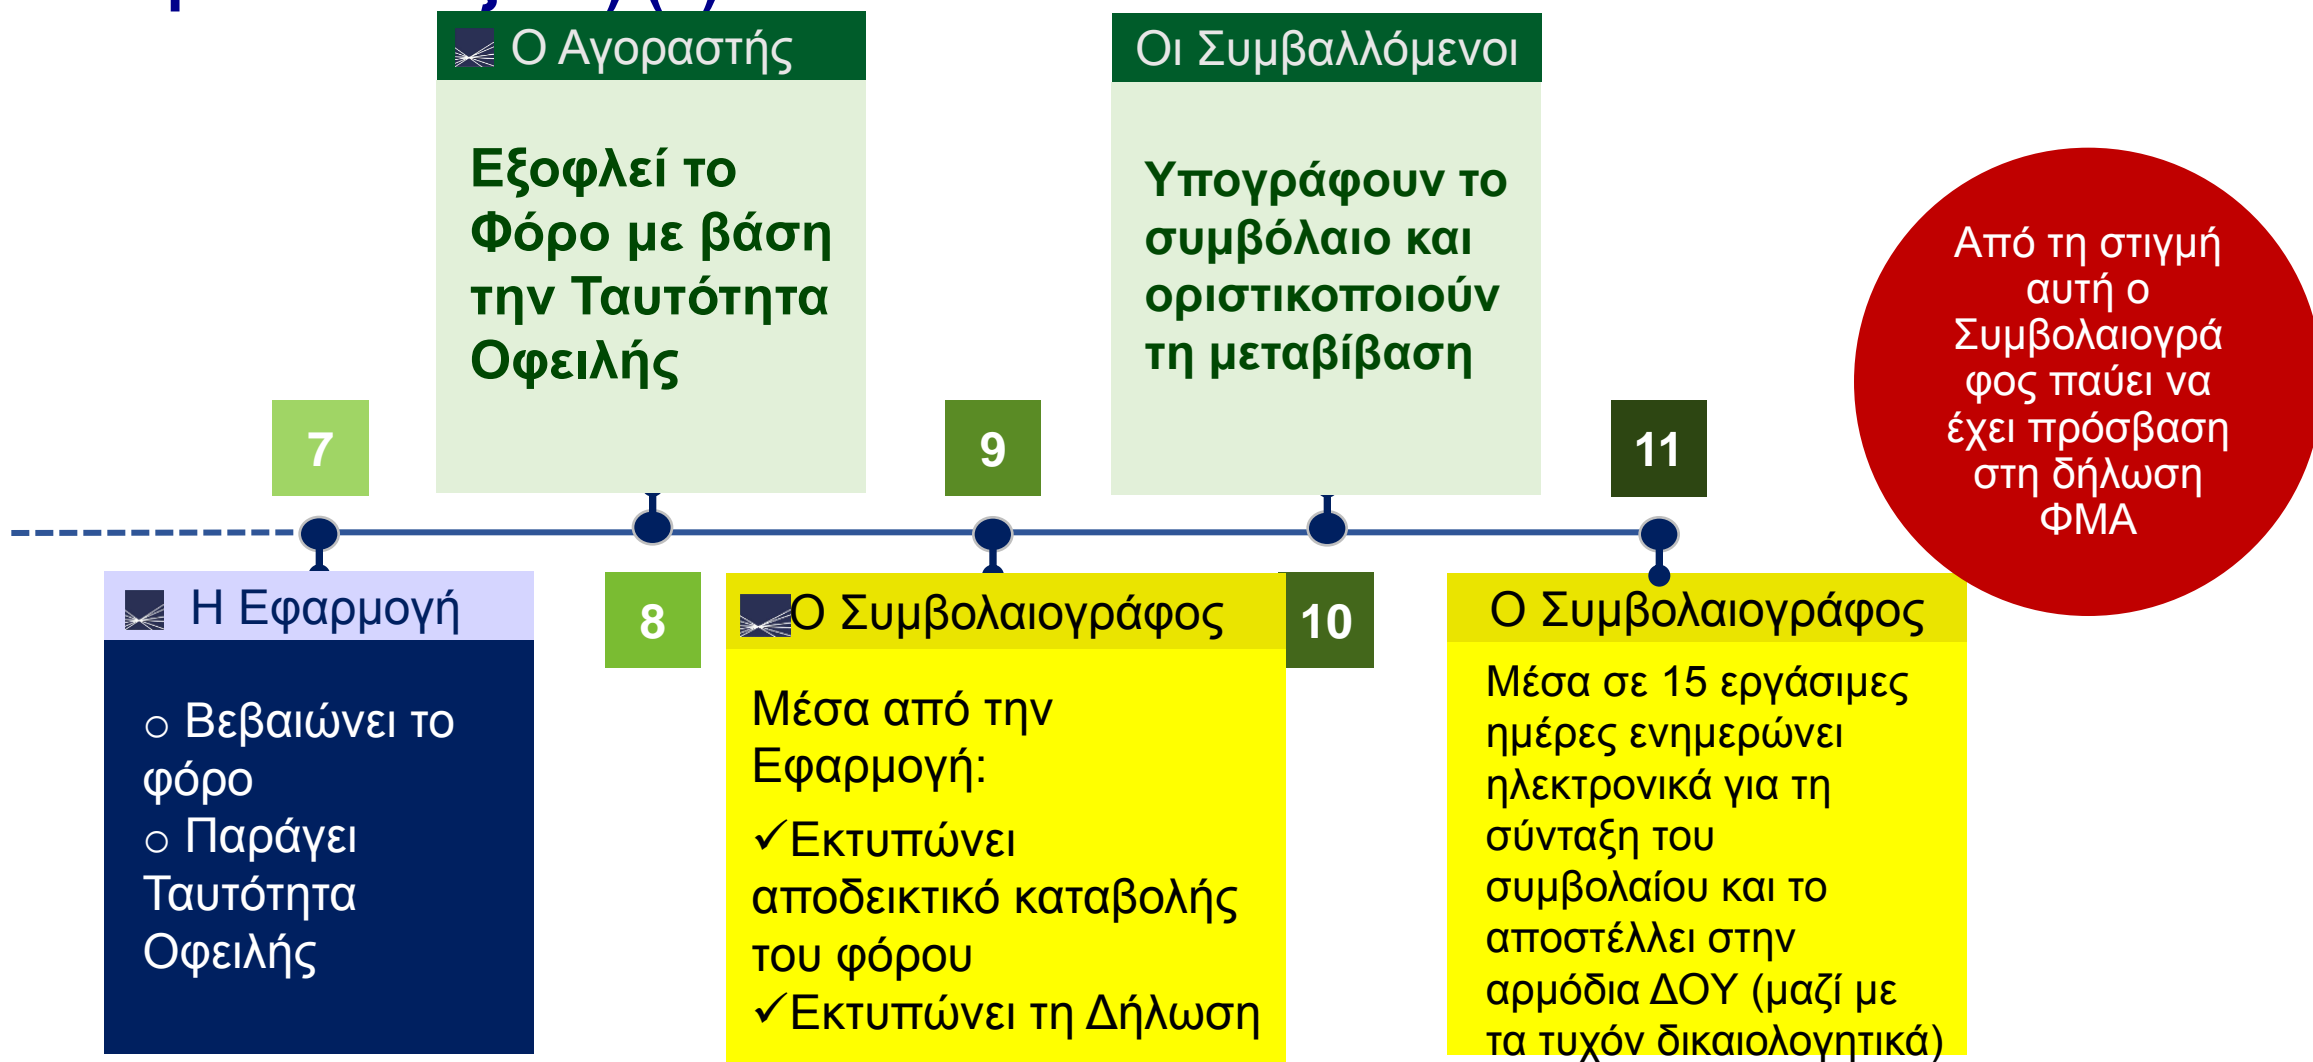 Ο Αγοραστής
Εξοφλεί το
Φόρο με βάση
την Ταυτότητα
Οφειλής
Οι Συμβαλλόμενοι
Υπογράφουν το
συμβόλαιο και
οριστικοποιούν
τη μεταβίβαση
Από τη στιγμή
αυτή ο
Συμβολαιογρά
φος παύει να
έχει πρόσβαση
στη δήλωση
ΦΜΑ
7
9
11
Η Εφαρμογή
ο Βεβαιώνει το
φόρο
ο Παράγει
Ταυτότητα
Οφειλής
8
Ο Συμβολαιογράφος
Μέσα από την
Εφαρμογή:
✓Εκτυπώνει
αποδεικτικό καταβολής
του φόρου
✓Εκτυπώνει τη Δήλωση
10
Ο Συμβολαιογράφος
Μέσα σε 15 εργάσιμες
ημέρες ενημερώνει
ηλεκτρονικά για τη
σύνταξη του
συμβολαίου και το
αποστέλλει στην
αρμόδια ΔΟΥ (μαζί με
τα τυχόν δικαιολογητικά)